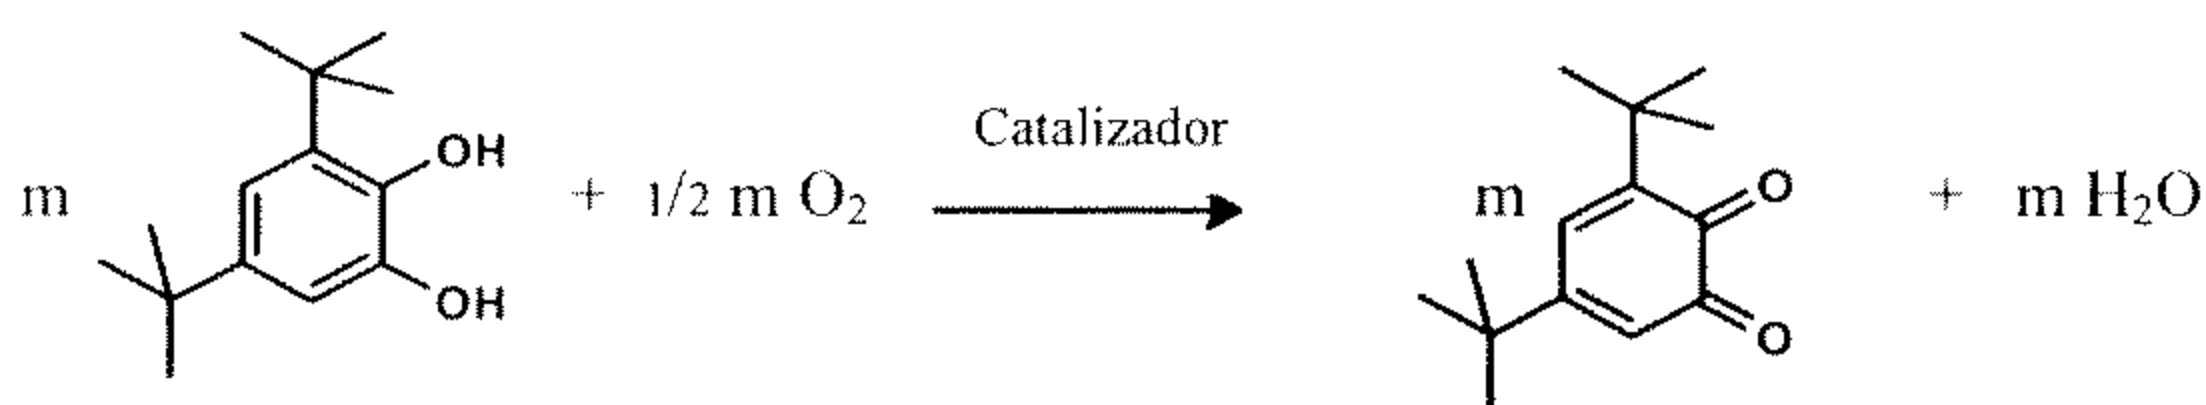 Catalizador
m OH OH + 1/2 m O₂ m O O + m H₂O